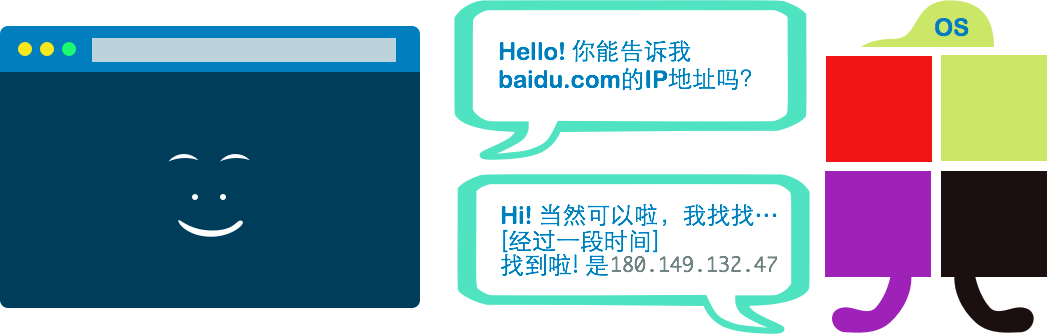 OS
Hello! 你能告诉我
baidu.com的IP地址吗?
Hi! 当然可以啦，我找找…
[经过一段时间]
找到啦! 是180.149.132.47